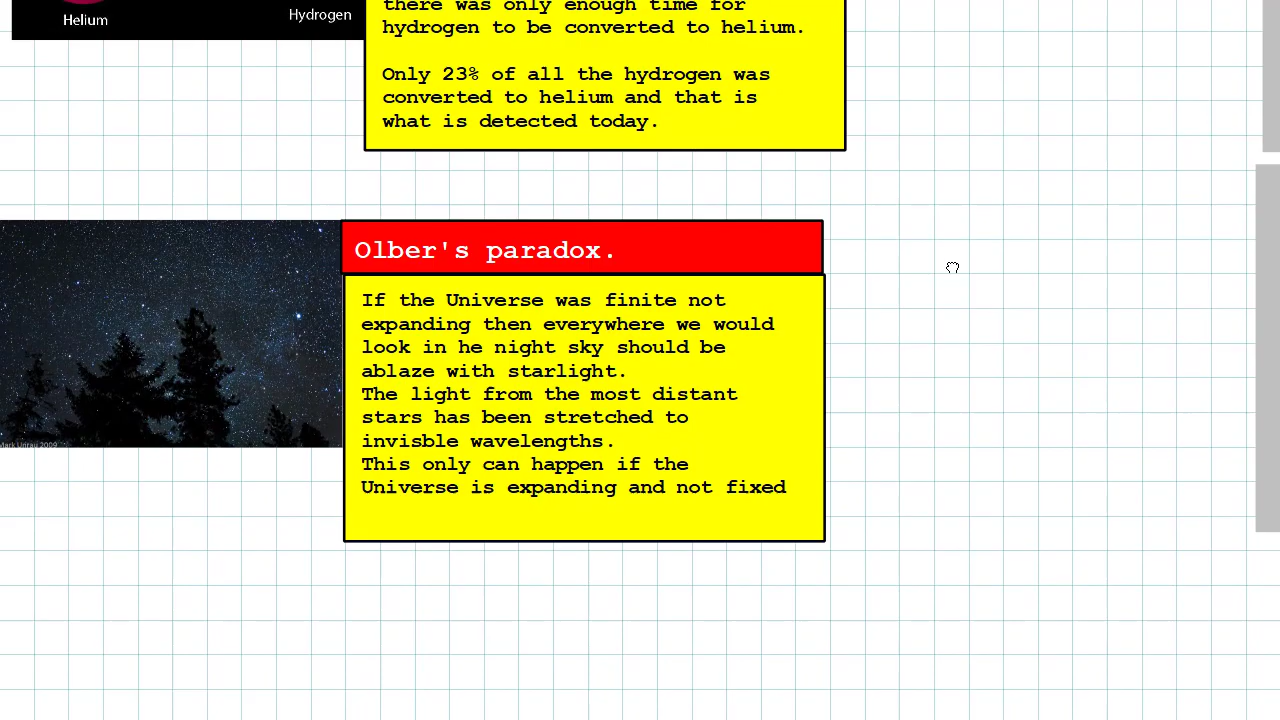 Helium
Hydrogen
there was only enough time for
hydrogen to be converted to helium.
Only 23% of all the hydrogen was
converted to helium and that is
what is detected today.
Olber's paradox.
If the Universe was finite not
expanding then everywhere we would
look in he night sky should be
ablaze with starlight.
The light from the most distant
stars has been stretched to
invisble wavelengths.
This only can happen if the
Universe is expanding and not fixed
Mark Unrau 2009